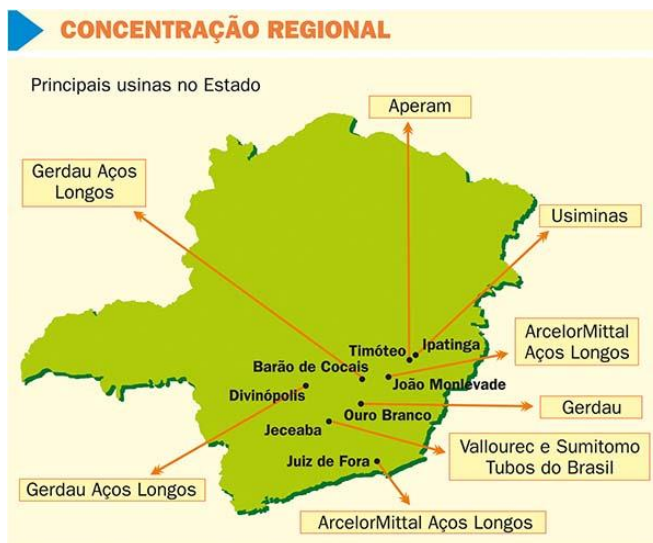 CONCENTRAÇÃO REGIONAL
Principais usinas no Estado
Aperam
Gerdau Aços
Longos
Usiminas
Ipatinga
Timóteo
ArcelorMittal
Aços Longos
Barão de Cocais
João Monlevade
Divinópolis
Ouro Branco
Gerdau
Jeceaba
Vallourec e Sumitomo
Tubos do Brasil
Juiz de Fora
Gerdau Aços Longos
ArcelorMittal Aços Longos